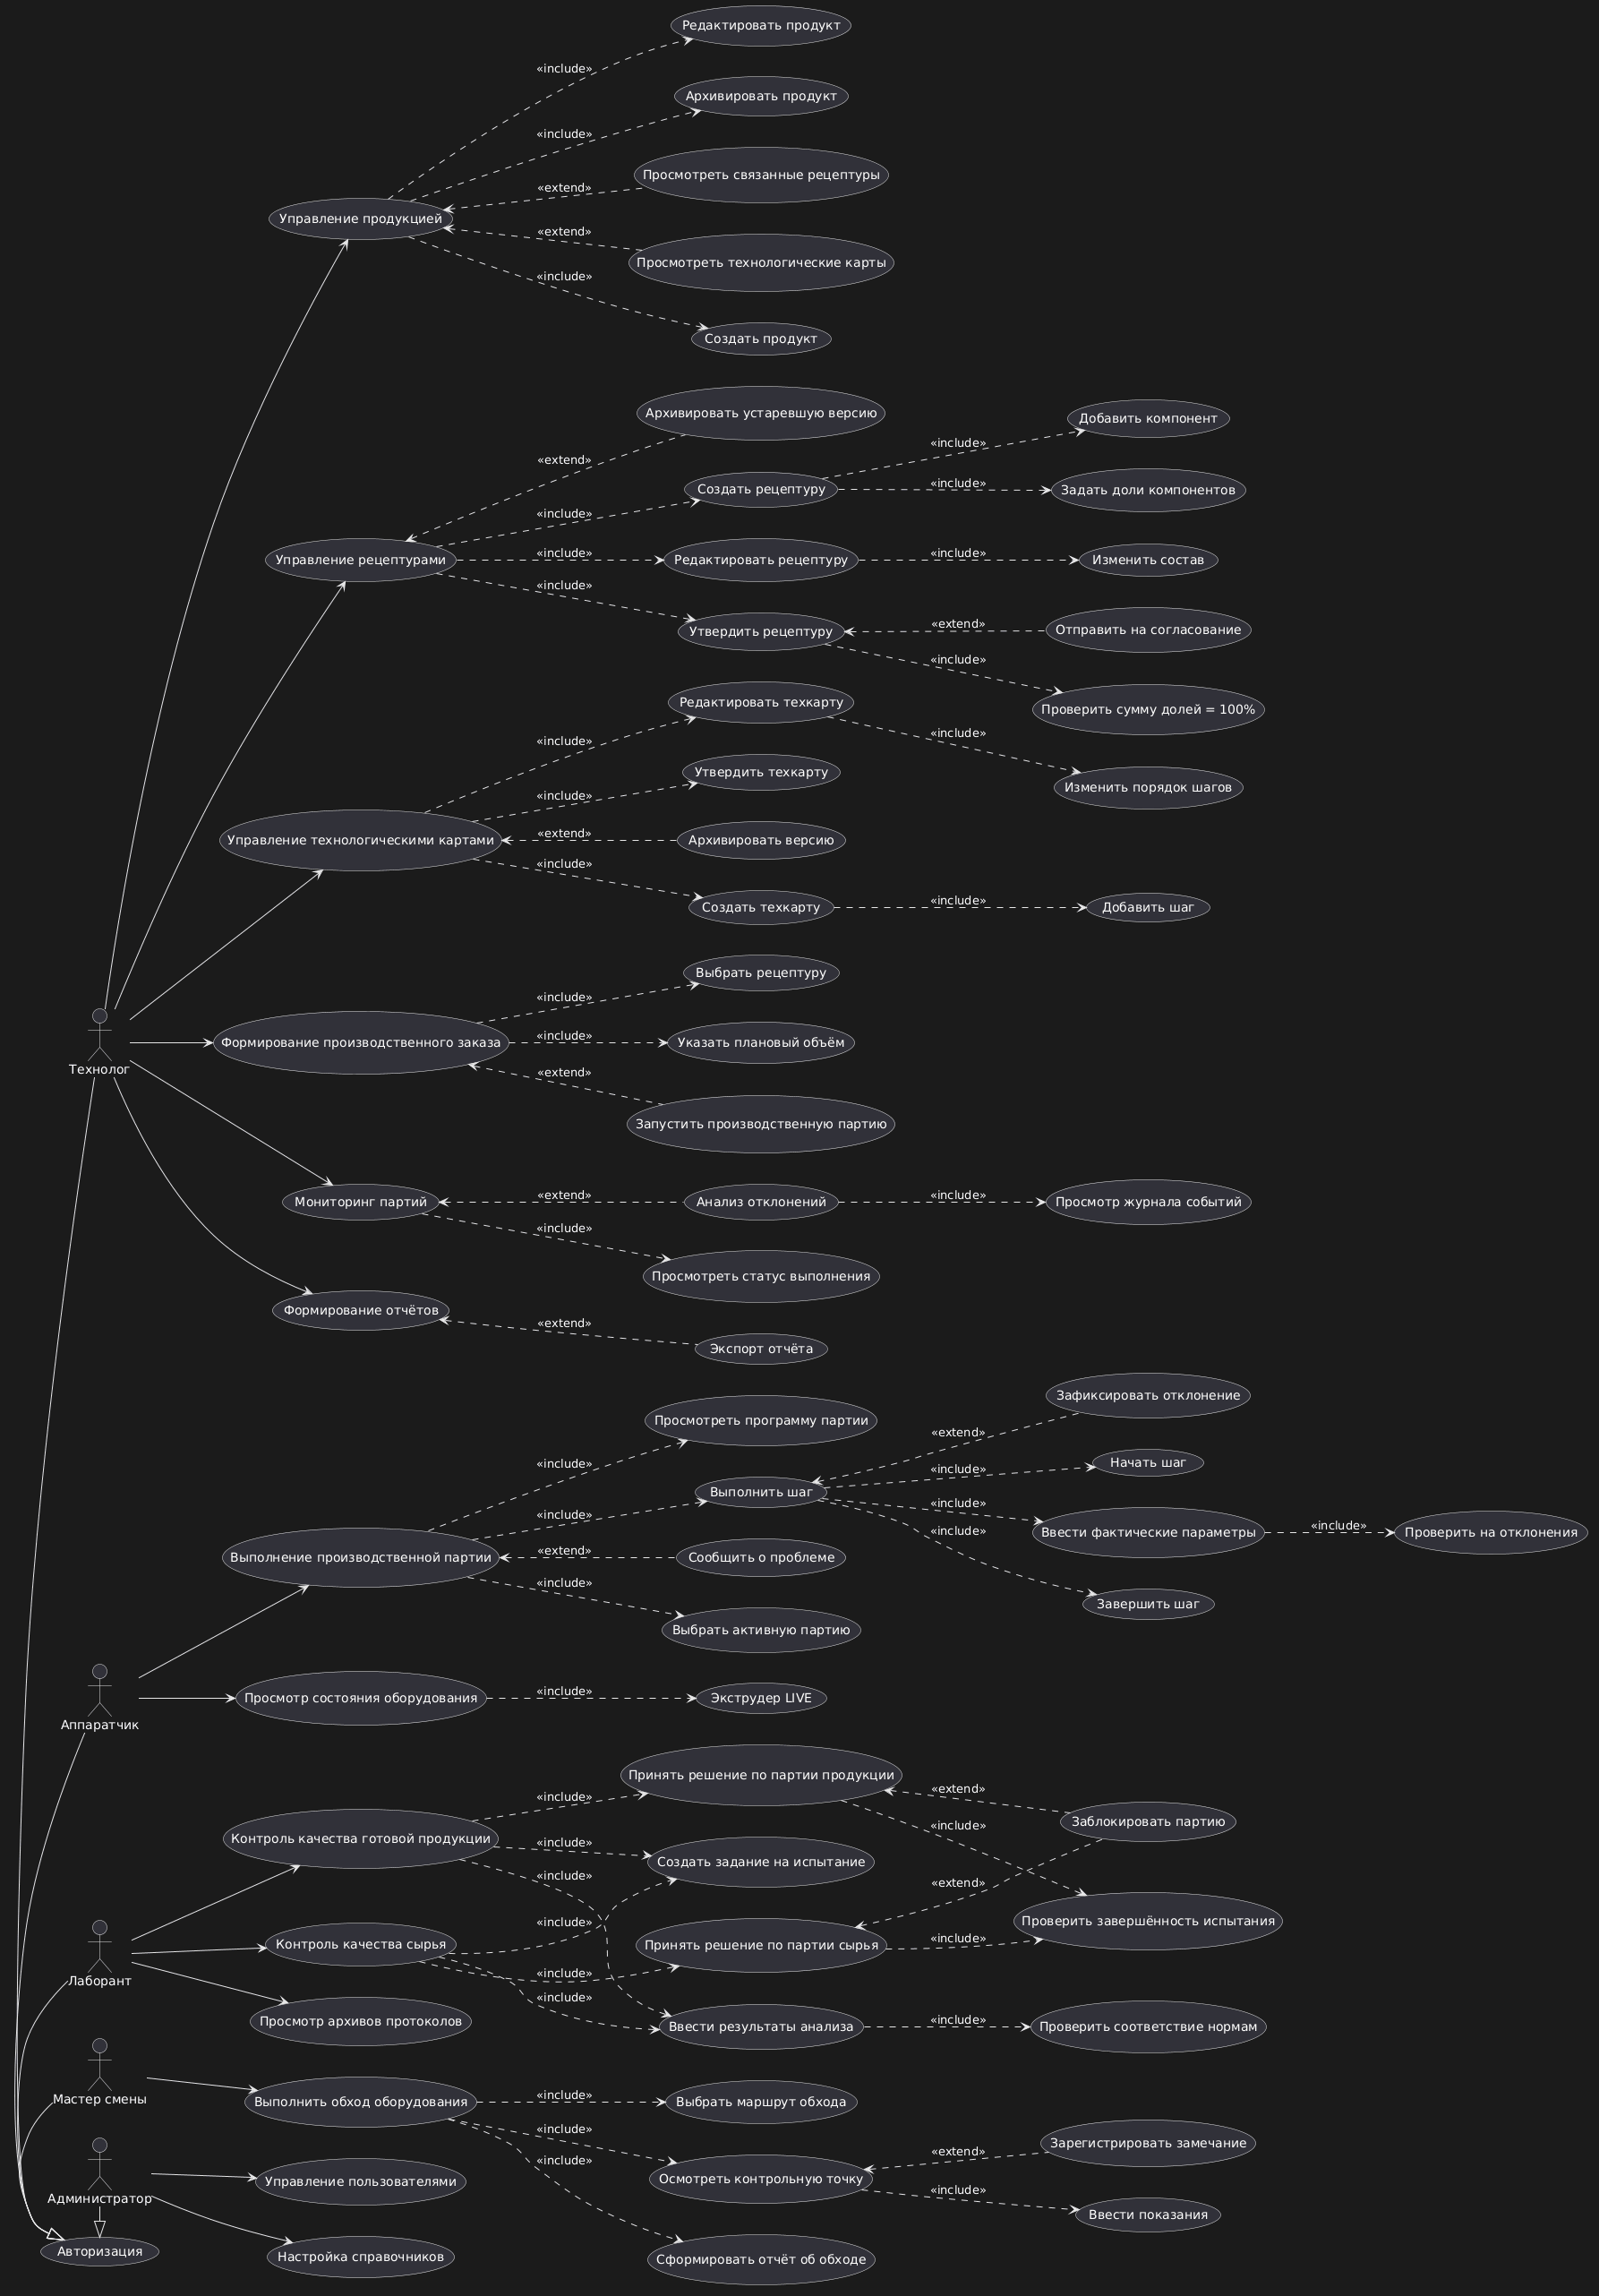 Редактировать продукт
«include»
Архивировать продукт
«include»
Просмотреть связанные рецептуры
«extend»
Управление продукцией
«extend»
Просмотреть технологические карты
«include»
Создать продукт
Архивировать устаревшую версию
Добавить компонент
«include»
«extend»
Создать рецептуру
«include»
Задать доли компонентов
«include»
Управление рецептурами
«include»
Редактировать рецептуру
«include»
Изменить состав
«include»
Утвердить рецептуру
«extend»
Отправить на согласование
«include»
Проверить сумму долей = 100%
Редактировать техкарту
«include»
«include»
Утвердить техкарту
Изменить порядок шагов
«include»
Управление технологическими картами
«extend»
Архивировать версию
«include»
Создать техкарту
«include»
Добавить шаг
Выбрать рецептуру
«include»
Формирование производственного заказа
«include»
Указать плановый объём
Технолог
«extend»
Запустить производственную партию
Мониторинг партий
«extend»
Анализ отклонений
«include»
Просмотр журнала событий
«include»
Просмотреть статус выполнения
Формирование отчётов
«extend»
Экспорт отчёта
Зафиксировать отклонение
Просмотреть программу партии
«extend»
«include»
Начать шаг
«include»
Выполнить шаг
«include»
«include»
Ввести фактические параметры
«include»
Проверить на отклонения
«include»
Выполнение производственной партии
«extend»
Сообщить о проблеме
«include»
Завершить шаг
Выбрать активную партию
Аппаратчик
Просмотр состояния оборудования
«include»
Экструдер LIVE
Принять решение по партии продукции
«extend»
«include»
Заблокировать партию
«include»
Контроль качества готовой продукции
«include»
Создать задание на испытание
«include»
«extend»
«include»
Проверить завершённость испытания
Контроль качества сырья
Принять решение по партии сырья
«include»
Лаборант
«include»
«include»
Просмотр архивов протоколов
Ввести результаты анализа
«include»
Проверить соответствие нормам
Мастер смены
Выполнить обход оборудования
«include»
Выбрать маршрут обхода
«include»
Зарегистрировать замечание
«extend»
«include»
Осмотреть контрольную точку
Управление пользователями
«include»
Ввести показания
Администратор
Авторизация
Настройка справочников
Сформировать отчёт об обходе